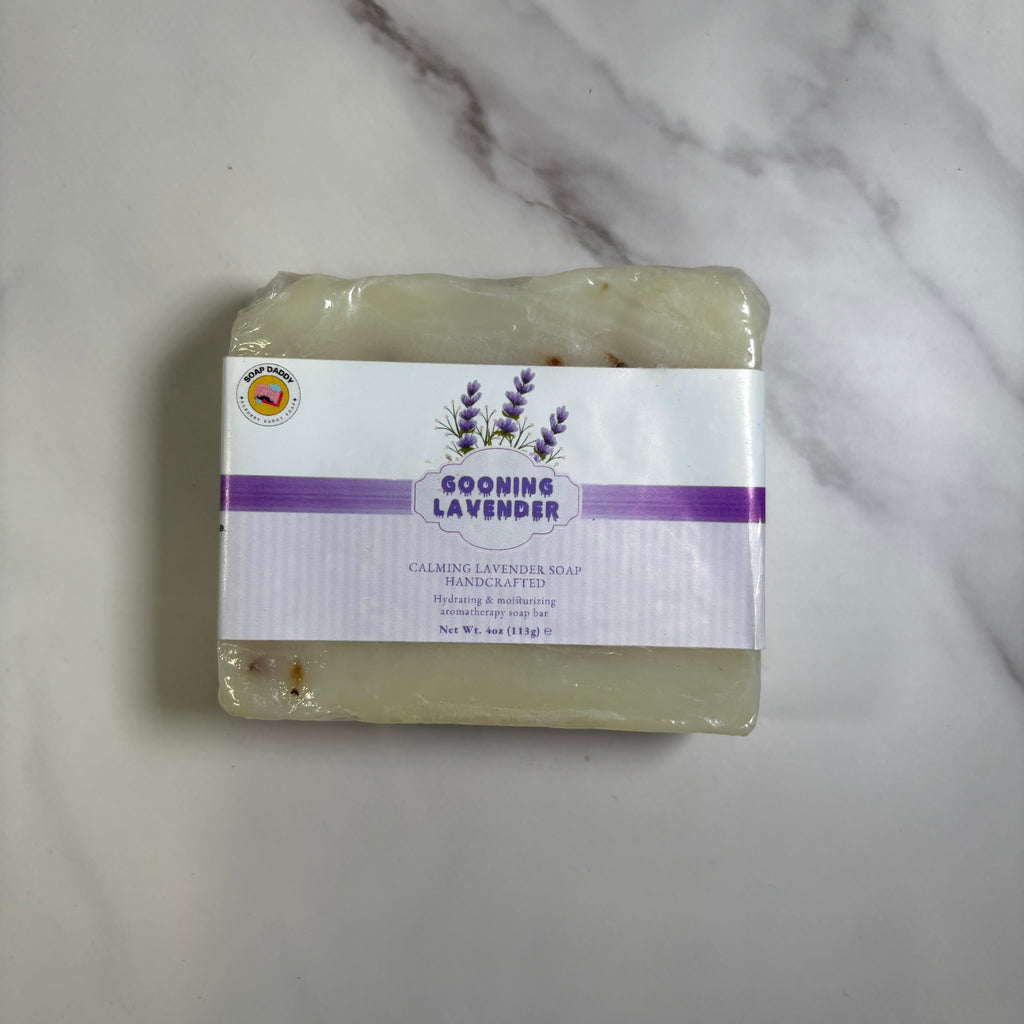 SOAP DADDY
GOONING
LAVENDER
CALMING LAVENDER SOAP
HANDCRAFTED
Hydrating & moisturizing
aromatherapy soap bar
Net Wt. 4oz (113g) ℮